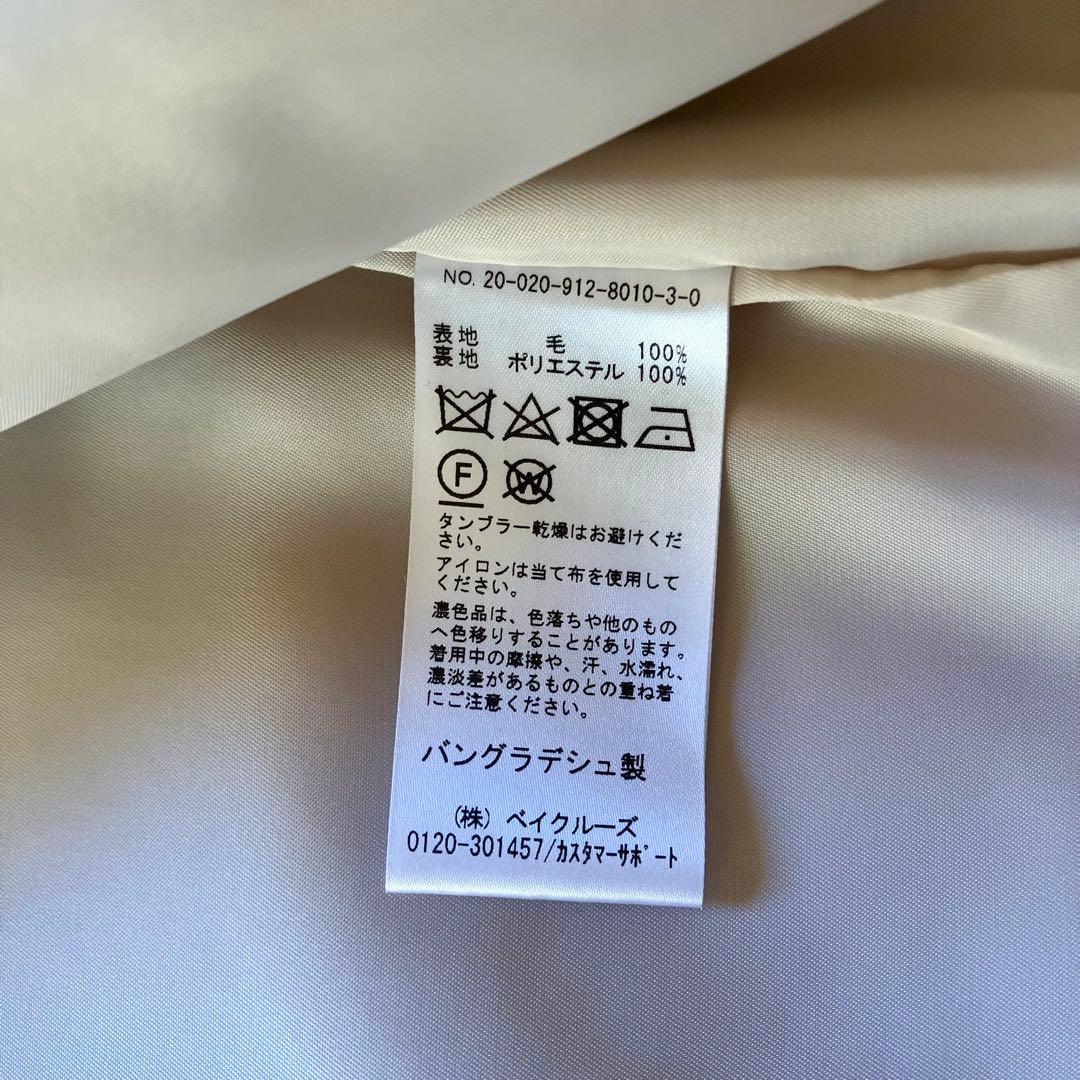 NO. 20-020-912-8010-3-0
表地 毛 100%
裏地 ポリエステル 100%
F W
タンブラー乾燥はお避けくだ
さい。
アイロンは当て布を使用して
ください。
濃色品は、色落ちや他のもの
へ色移りすることがあります。
着用中の摩擦や、汗、水濡れ、
濃淡差があるものとの重ね着
にご注意ください。
バングラデシュ製
(株) ベイクルーズ
0120-301457/カスタマーサポート